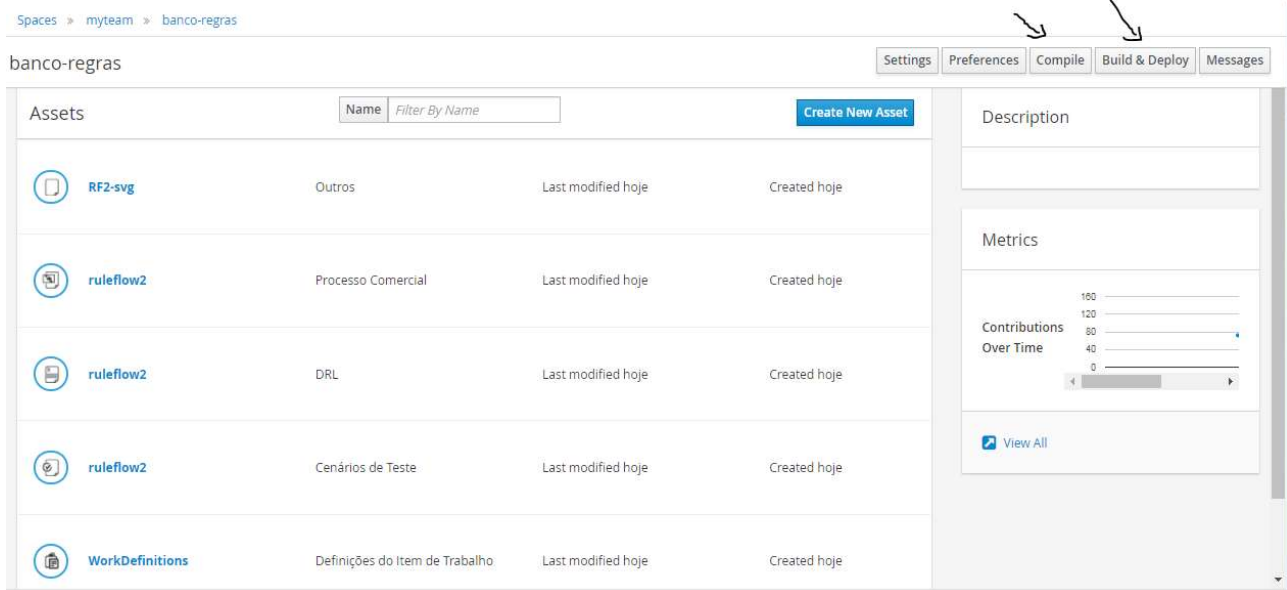 Spaces » myteam » banco-regras
banco-regras
Settings Preferences Compile Build & Deploy Messages
Assets
Name Filter By Name
Create New Asset
RF2-svg Outros Last modified hoje Created hoje
ruleflow2 Processo Comercial Last modified hoje Created hoje
ruleflow2 DRL Last modified hoje Created hoje
ruleflow2 Cenários de Teste Last modified hoje Created hoje
WorkDefinitions Definições do Item de Trabalho Last modified hoje Created hoje
Description
Metrics
Contributions
Over Time
160
120
80
40
0
View All